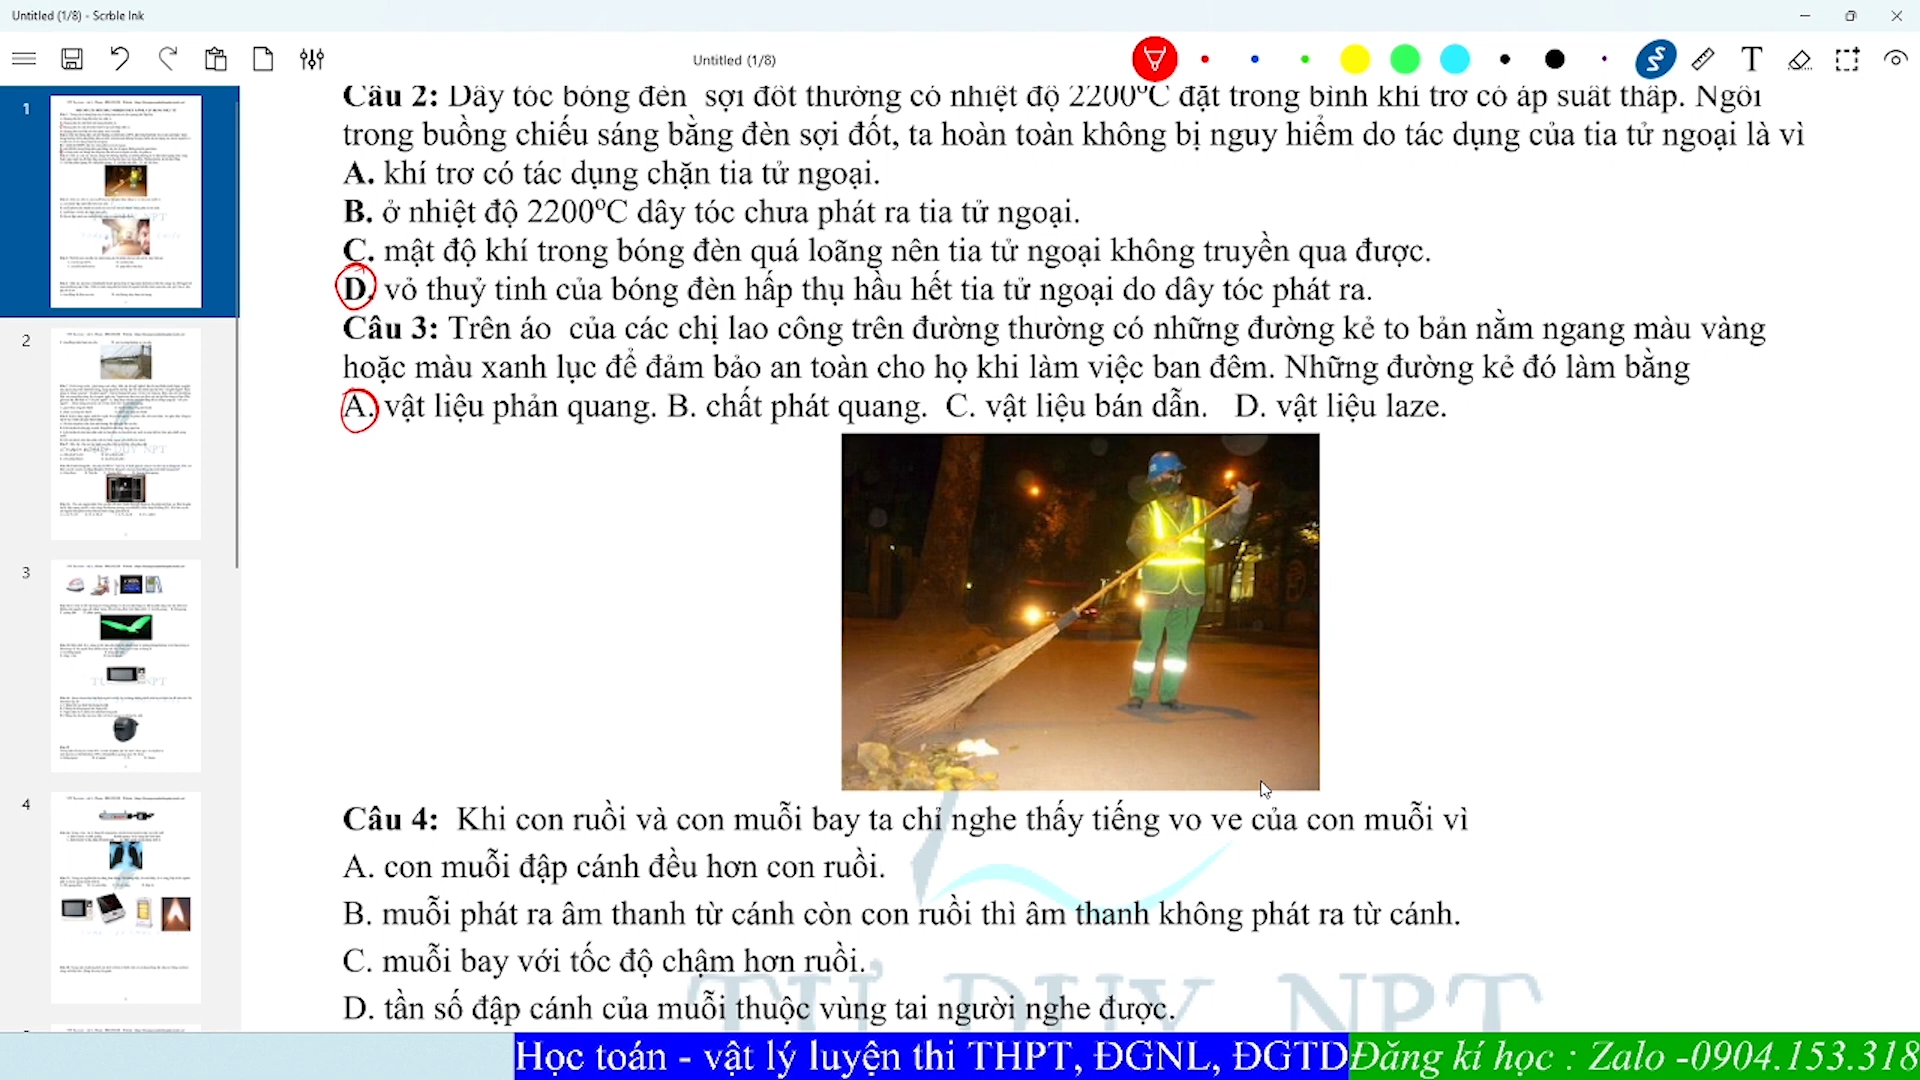 Untitled (1/8) - Scrble Ink
Untitled (1/8)
Câu 2: Dây tóc bóng đèn sợi đốt thường có nhiệt độ 2200⁰C đặt trong bình khí trơ có áp suất thấp. Ngồi
trong buồng chiếu sáng bằng đèn sợi đốt, ta hoàn toàn không bị nguy hiểm do tác dụng của tia tử ngoại là vì
A. khí trơ có tác dụng chặn tia tử ngoại.
B. ở nhiệt độ 2200⁰C dây tóc chưa phát ra tia tử ngoại.
C. mật độ khí trong bóng đèn quá loãng nên tia tử ngoại không truyền qua được.
D. vỏ thuỷ tinh của bóng đèn hấp thụ hầu hết tia tử ngoại do dây tóc phát ra.
Câu 3: Trên áo của các chị lao công trên đường thường có những đường kẻ to bản nằm ngang màu vàng
hoặc màu xanh lục để đảm bảo an toàn cho họ khi làm việc ban đêm. Những đường kẻ đó làm bằng
A. vật liệu phản quang. B. chất phát quang. C. vật liệu bán dẫn. D. vật liệu laze.
Câu 4: Khi con ruồi và con muỗi bay ta chỉ nghe thấy tiếng vo ve của con muỗi vì
A. con muỗi đập cánh đều hơn con ruồi.
B. muỗi phát ra âm thanh từ cánh còn con ruồi thì âm thanh không phát ra từ cánh.
C. muỗi bay với tốc độ chậm hơn ruồi.
D. tần số đập cánh của muỗi thuộc vùng tai người nghe được.
TƯ DUY NPT
1
2
3
4
Học toán - vật lý luyện thi THPT, ĐGNL, ĐGTD
Đăng kí học : Zalo -0904.153.318